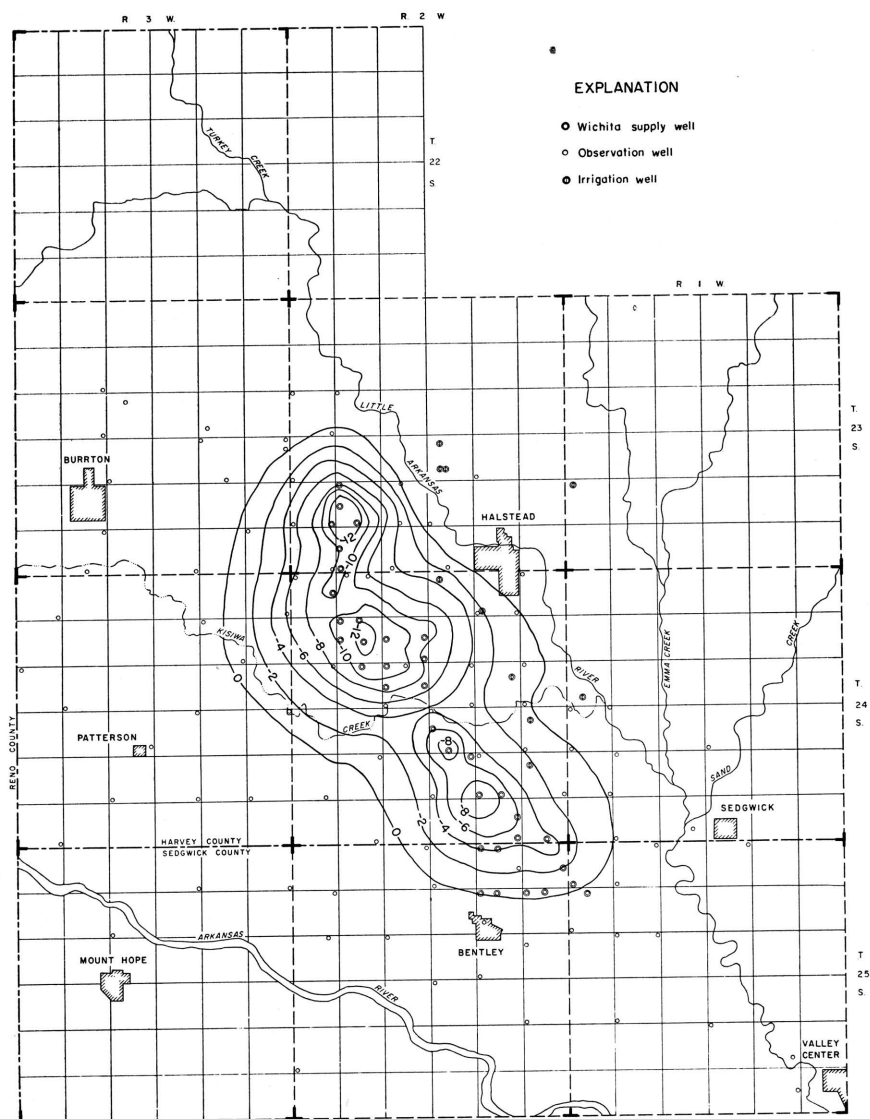 R 3 W.
R. 2 W
EXPLANATION
Wichita supply well
Observation well
Irrigation well
TURKEY CREEK
T.
22
S.
R I W.
LITTLE
ARKANSAS
RIVER
T.
23
S.
BURRTON
HALSTEAD
-12
-10
KISIWA
CREEK
-12
-10
-8
-6
-4
-2
0
EMMA CREEK
SAND
CREEK
T.
24
S.
RENO COUNTY
PATTERSON
-8
-8
-6
-4
-2
0
SEDGWICK
HARVEY COUNTY
SEDGWICK COUNTY
ARKANSAS
RIVER
MOUNT HOPE
BENTLEY
T
25
S.
VALLEY
CENTER